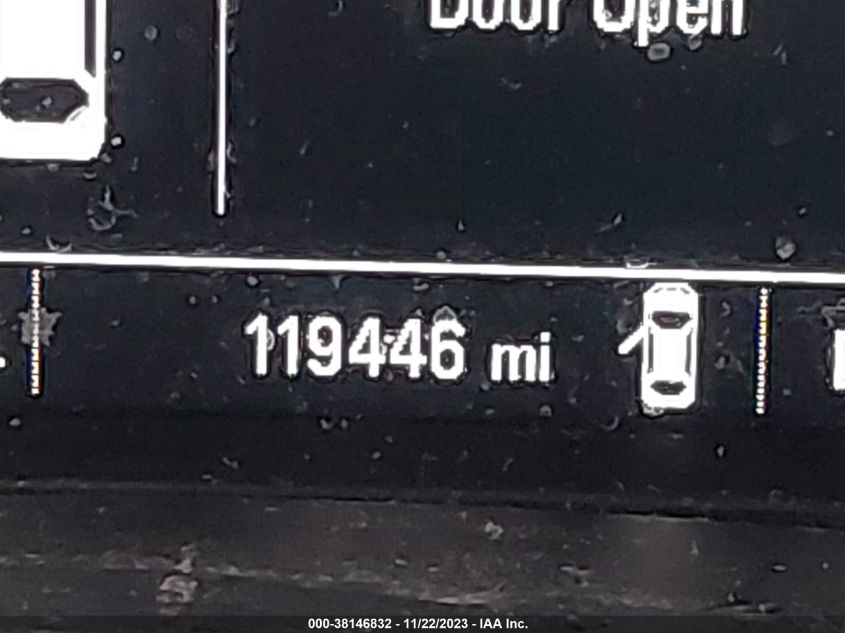 Door Open
119446 mi
000-38146832 - 11/22/2023 - IAA Inc.